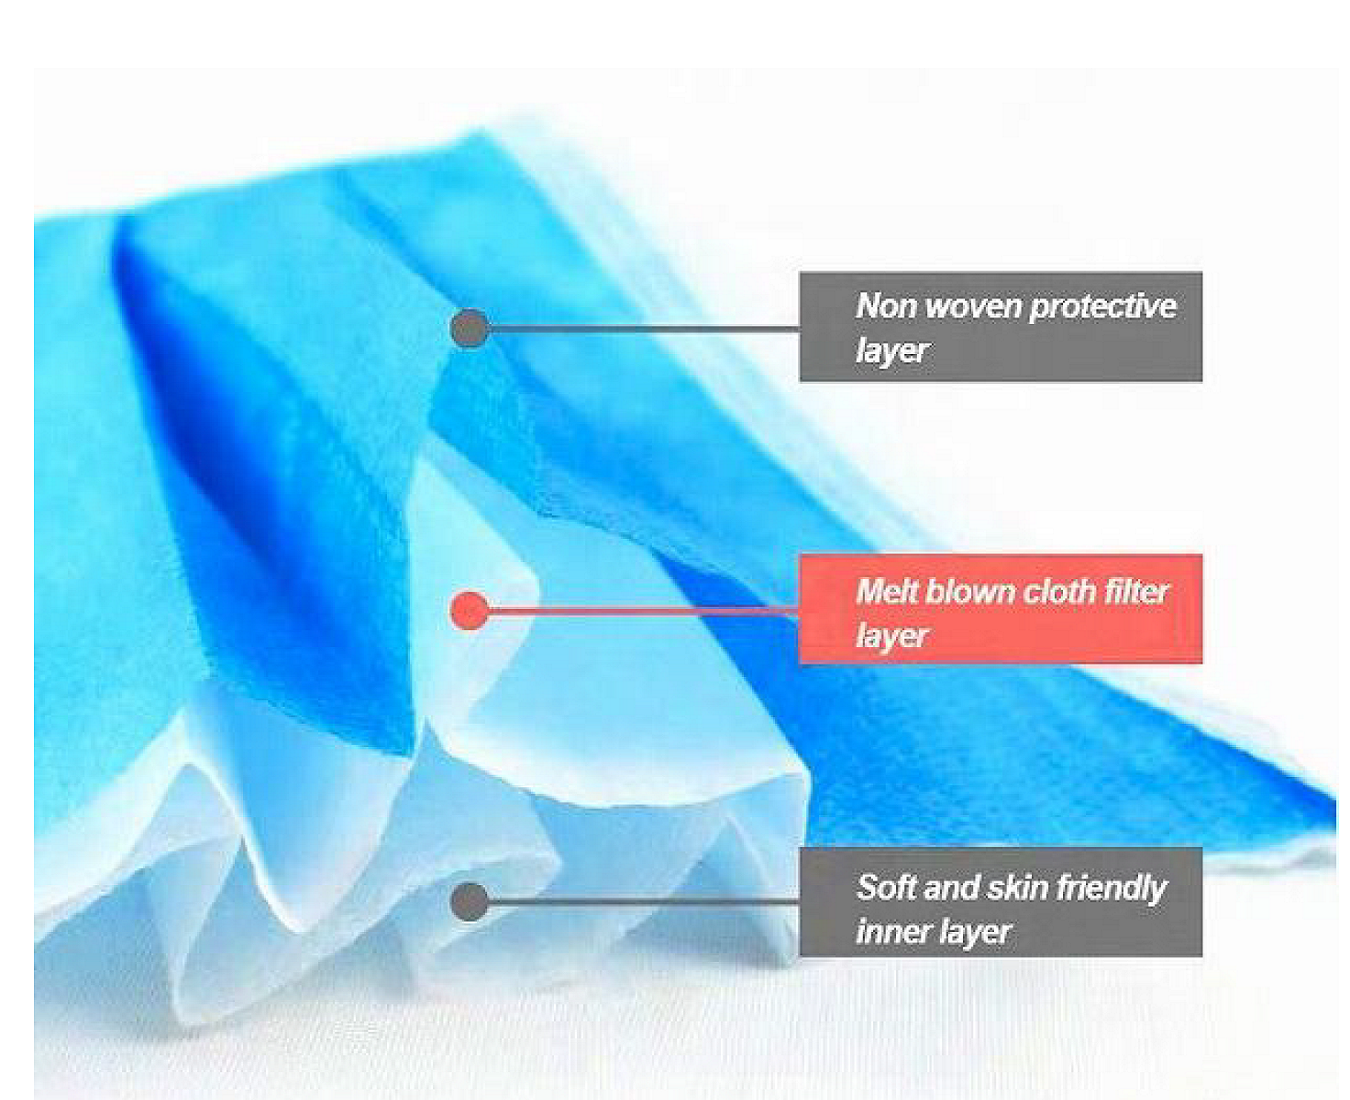 Non woven protective
layer
Melt blown cloth filter
layer
Soft and skin friendly
inner layer